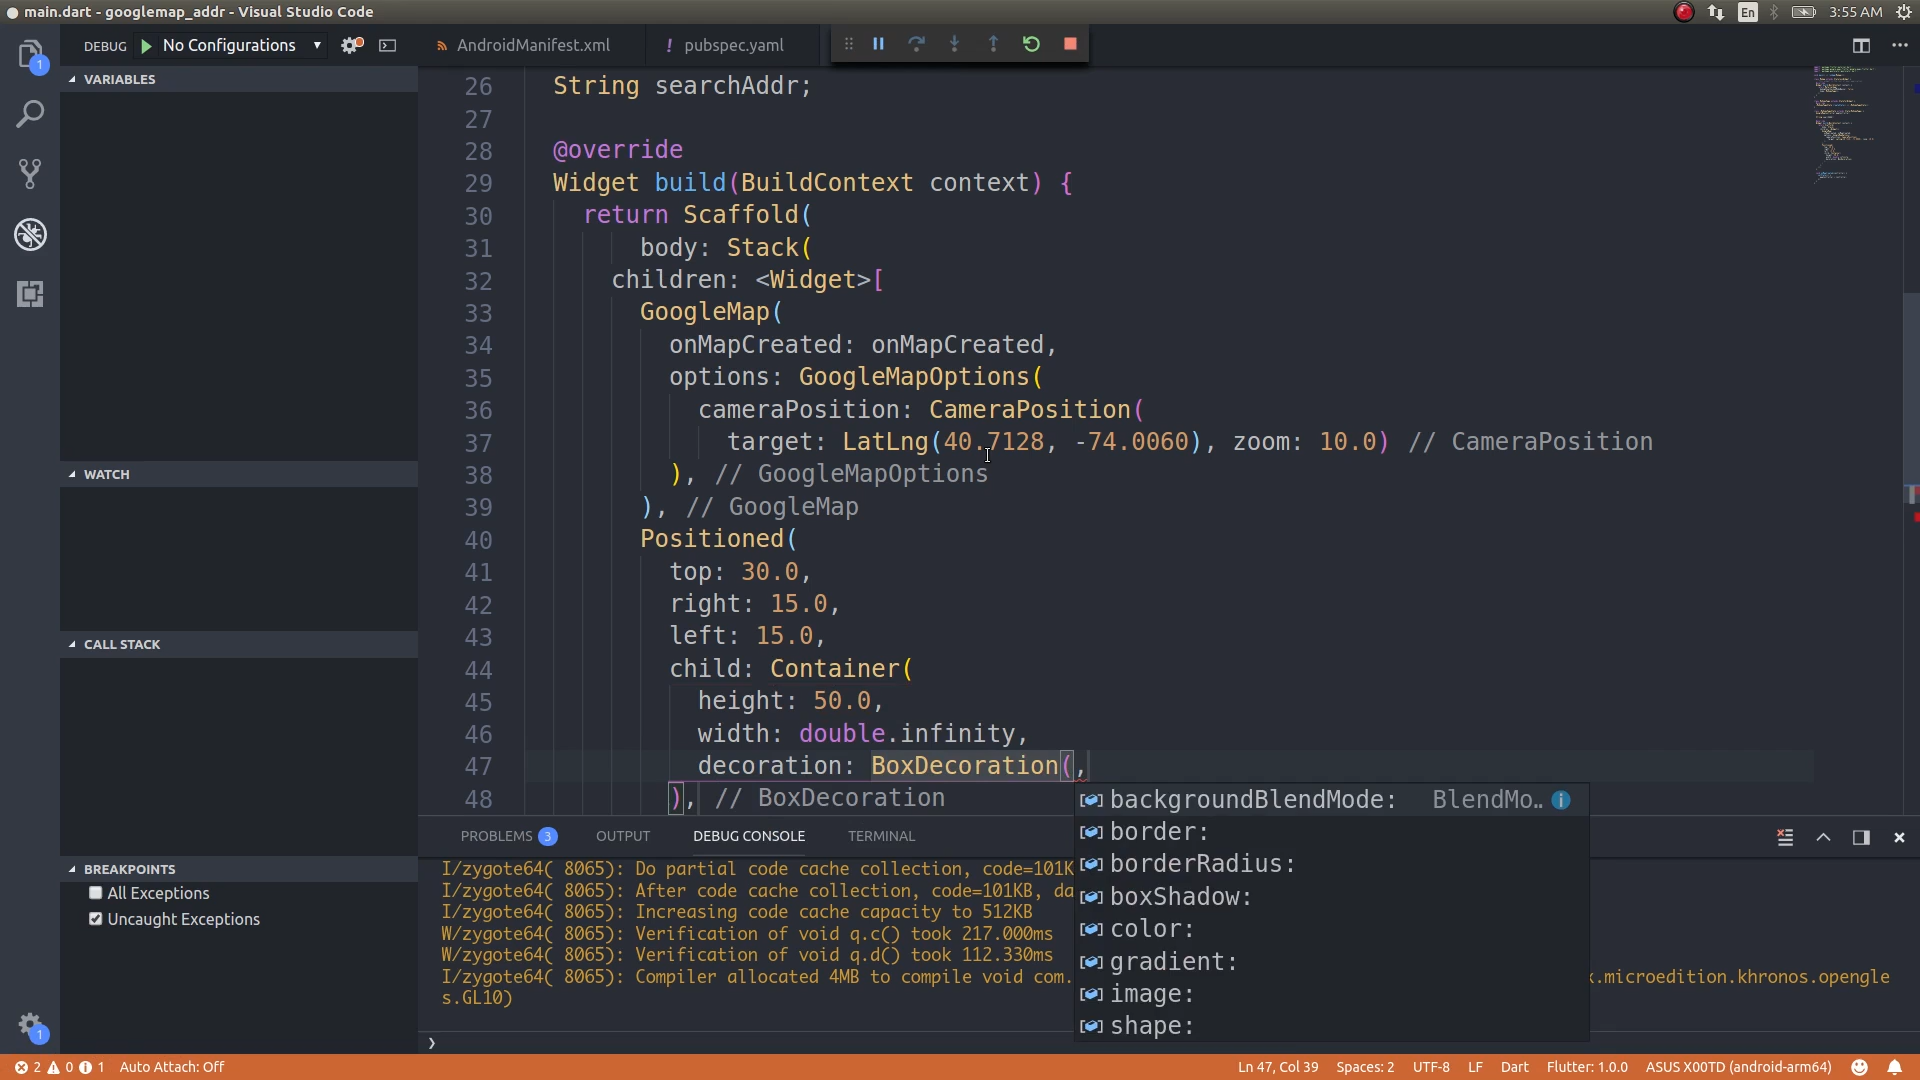 main.dart - googlemap_addr - Visual Studio Code
En
3:55 AM
DEBUG
No Configurations
AndroidManifest.xml
! pubspec.yaml
1
VARIABLES
WATCH
CALL STACK
BREAKPOINTS
All Exceptions
Uncaught Exceptions
1
26 String searchAddr;
27
28 @override
29 Widget build(BuildContext context) {
30 return Scaffold(
31 body: Stack(
32 children: <Widget>[
33 GoogleMap(
34 onMapCreated: onMapCreated,
35 options: GoogleMapOptions(
36 cameraPosition: CameraPosition(
37 target: LatLng(40.7128, -74.0060), zoom: 10.0) // CameraPosition
38 ), // GoogleMapOptions
39 ), // GoogleMap
40 Positioned(
41 top: 30.0,
42 right: 15.0,
43 left: 15.0,
44 child: Container(
45 height: 50.0,
46 width: double.infinity,
47 decoration: BoxDecoration(,
48 ), // BoxDecoration
backgroundBlendMode: BlendMo…
border:
borderRadius:
boxShadow:
color:
gradient:
image:
shape:
PROBLEMS 3 OUTPUT DEBUG CONSOLE TERMINAL
I/zygote64( 8065): Do partial code cache collection, code=101K
I/zygote64( 8065): After code cache collection, code=101KB, da
I/zygote64( 8065): Increasing code cache capacity to 512KB
W/zygote64( 8065): Verification of void q.c() took 217.000ms
W/zygote64( 8065): Verification of void q.d() took 112.330ms
I/zygote64( 8065): Compiler allocated 4MB to compile void com. x.microedition.khronos.opengle
s.GL10)
❯
2 0 1 Auto Attach: Off
Ln 47, Col 39 Spaces: 2 UTF-8 LF Dart Flutter: 1.0.0 ASUS X00TD (android-arm64)